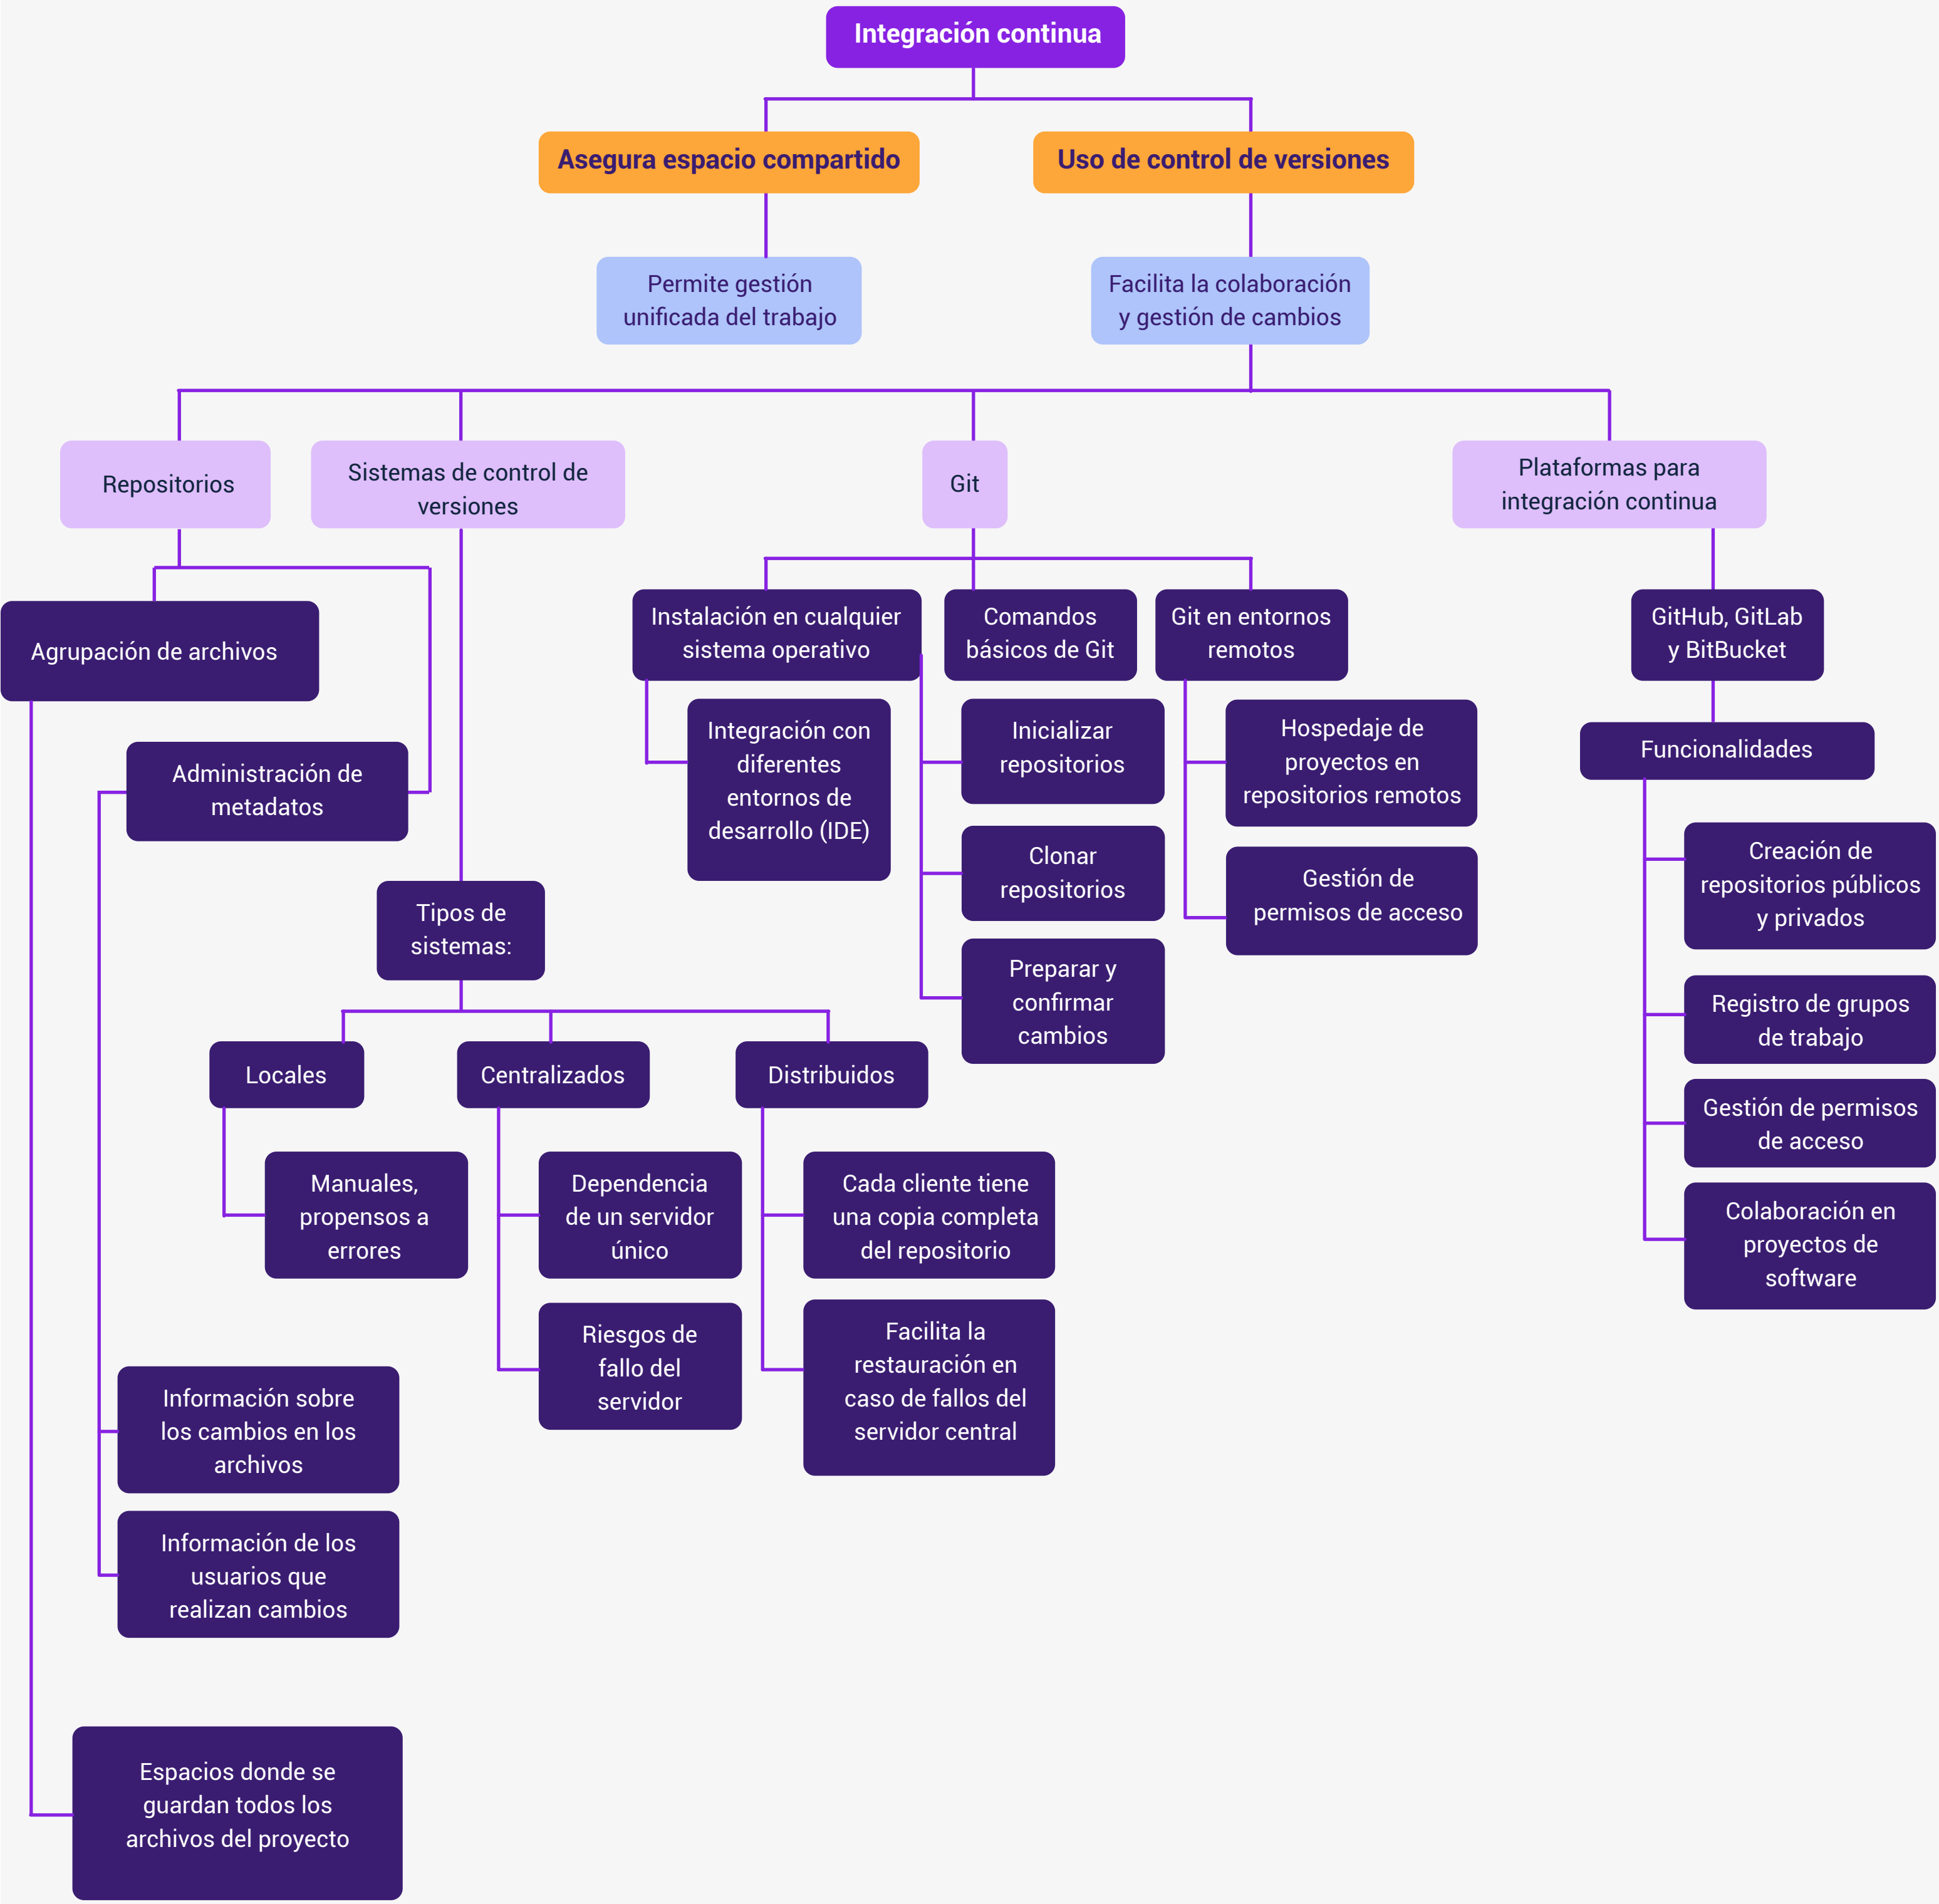 Integración continua
Asegura espacio compartido
Uso de control de versiones
Permite gestión
unificada del trabajo
Facilita la colaboración
y gestión de cambios
Repositorios
Sistemas de control de
versiones
Git
Plataformas para
integración continua
Agrupación de archivos
Administración de
metadatos
Instalación en cualquier
sistema operativo
Comandos
básicos de Git
Git en entornos
remotos
GitHub, GitLab
y BitBucket
Integración con
diferentes
entornos de
desarrollo (IDE)
Inicializar
repositorios
Clonar
repositorios
Preparar y
confirmar
cambios
Hospedaje de
proyectos en
repositorios remotos
Gestión de
permisos de acceso
Funcionalidades
Creación de
repositorios públicos
y privados
Registro de grupos
de trabajo
Gestión de permisos
de acceso
Colaboración en
proyectos de
software
Tipos de
sistemas:
Locales
Centralizados
Distribuidos
Manuales,
propensos a
errores
Dependencia
de un servidor
único
Riesgos de
fallo del
servidor
Cada cliente tiene
una copia completa
del repositorio
Facilita la
restauración en
caso de fallos del
servidor central
Información sobre
los cambios en los
archivos
Información de los
usuarios que
realizan cambios
Espacios donde se
guardan todos los
archivos del proyecto